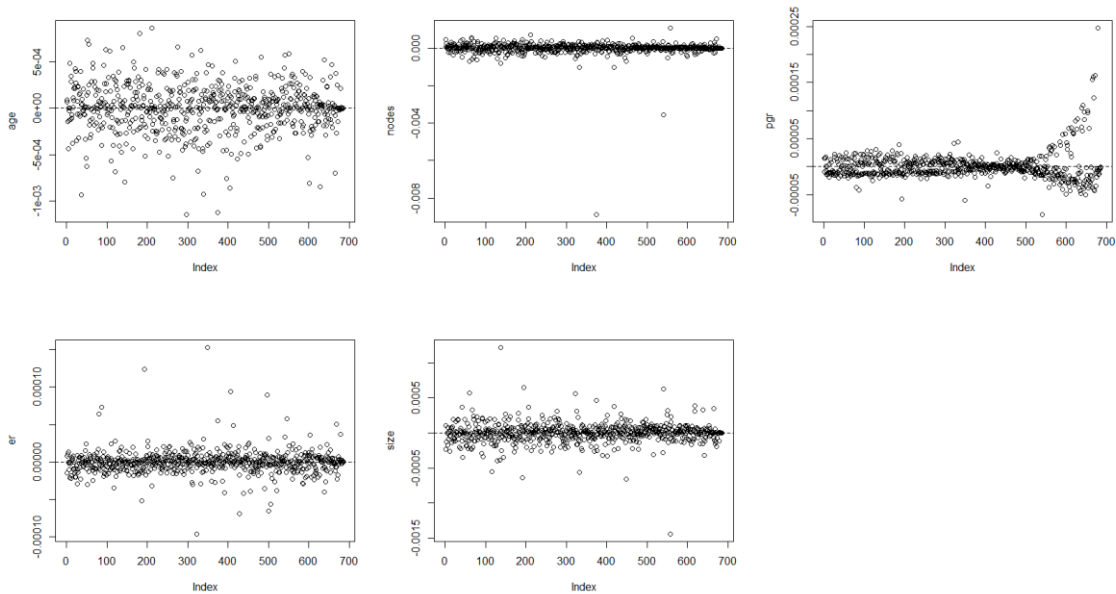 age
5e-04
0e+00
-5e-04
-1e-03
0 100 200 300 400 500 600 700
Index
nodes
0.000
-0.004
-0.008
0 100 200 300 400 500 600 700
Index
pgr
0.00025
0.00015
0.00005
-0.00005
0 100 200 300 400 500 600 700
Index
er
0.00010
0.00000
-0.00010
0 100 200 300 400 500 600 700
Index
size
0.0005
-0.0005
-0.0015
0 100 200 300 400 500 600 700
Index